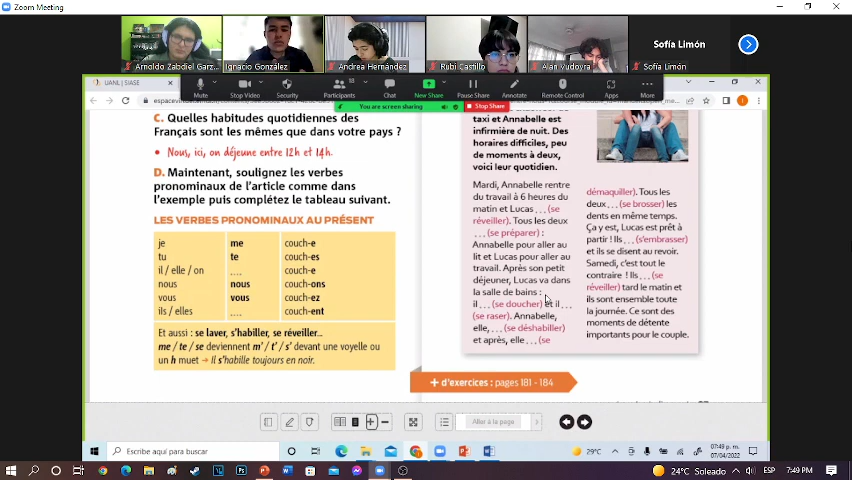 Zoom Meeting
Arnoldo Zabdiel Garz...
Ignacio González
Andrea Hernández
Rubi Castillo
Alan Viudoyra
Sofía Limón
Sofía Limón
UANL | SIASE
Mute
Stop Video
Security
Participants
Chat
New Share
Pause Share
Annotate
Remote Control
Apps
More
You are screen sharing
Stop Share
C. Quelles habitudes quotidiennes des
Français sont les mêmes que dans votre pays ?
• Nous, ici, on déjeune entre 12h et 14h.
D. Maintenant, soulignez les verbes
pronominaux de l'article comme dans
l'exemple puis complétez le tableau suivant.
LES VERBES PRONOMINAUX AU PRÉSENT
je me couch-e
tu te couch-es
il / elle / on .... couch-e
nous nous couch-ons
vous vous couch-ez
ils / elles .... couch-ent
Et aussi : se laver, s'habiller, se réveiller...
me / te / se deviennent m' / t' / s' devant une voyelle ou
un h muet → Il s'habille toujours en noir.
taxi et Annabelle est
infirmière de nuit. Des
horaires difficiles, peu
de moments à deux,
voici leur quotidien.
Mardi, Annabelle rentre
du travail à 6 heures du
matin et Lucas ... (se
réveiller). Tous les deux
... (se préparer) :
Annabelle pour aller au
lit et Lucas pour aller au
travail. Après son petit
déjeuner, Lucas va dans
la salle de bains :
il ... (se doucher) et il ...
(se raser). Annabelle,
elle, ... (se déshabiller)
et après, elle ... (se
démaquiller). Tous les
deux ... (se brosser) les
dents en même temps.
Ça y est, Lucas est prêt à
partir ! Ils ... (s'embrasser)
et ils se disent au revoir.
Samedi, c'est tout le
contraire ! Ils ... (se
réveiller) tard le matin et
ils sont ensemble toute
la journée. Ce sont des
moments de détente
importants pour le couple.
+ d'exercices : pages 181 - 184
Aller à la page
Escribe aquí para buscar
29°C
07:49 p. m.
07/04/2022
24°C Soleado
ESP
7:49 PM